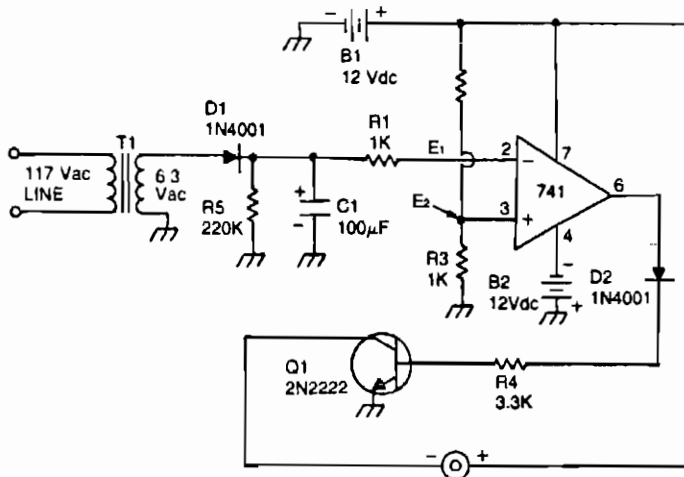 - +
B1
12 Vdc
D1
1N4001
T1
R1
1K
E1
2
7
117 Vac
LINE
6 3
Vac
-
741
6
+
R5
220K
C1
100µF
-
E2
3
+
4
R3
1K
B2
12Vdc
-
+
D2
1N4001
Q1
2N2222
R4
3.3K
- +